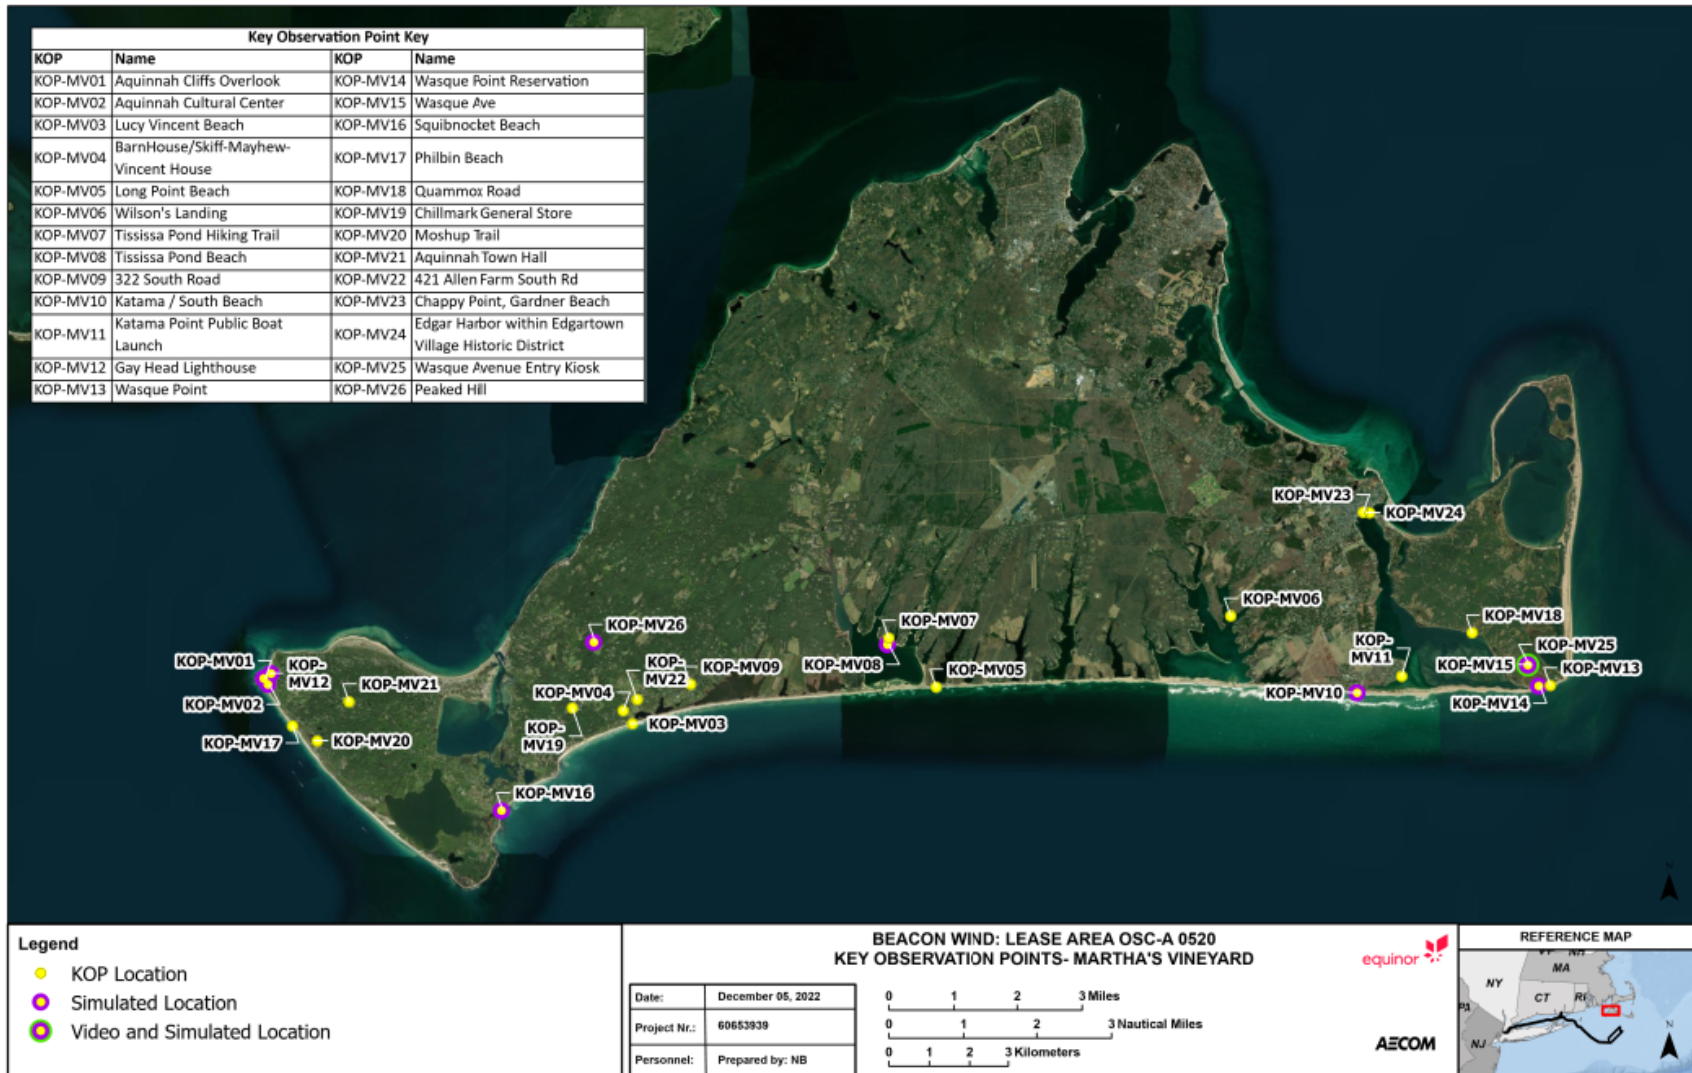 Key Observation Point Key
KOP Name KOP Name
KOP-MV01 Aquinnah Cliffs Overlook KOP-MV14 Wasque Point Reservation
KOP-MV02 Aquinnah Cultural Center KOP-MV15 Wasque Ave
KOP-MV03 Lucy Vincent Beach KOP-MV16 Squibnocket Beach
KOP-MV04 BarnHouse/Skiff-Mayhew-
Vincent House KOP-MV17 Philbin Beach
KOP-MV05 Long Point Beach KOP-MV18 Quammox Road
KOP-MV06 Wilson's Landing KOP-MV19 Chillmark General Store
KOP-MV07 Tississa Pond Hiking Trail KOP-MV20 Moshup Trail
KOP-MV08 Tississa Pond Beach KOP-MV21 Aquinnah Town Hall
KOP-MV09 322 South Road KOP-MV22 421 Allen Farm South Rd
KOP-MV10 Katama / South Beach KOP-MV23 Chappy Point, Gardner Beach
KOP-MV11 Katama Point Public Boat
Launch KOP-MV24 Edgar Harbor within Edgartown
Village Historic District
KOP-MV12 Gay Head Lighthouse KOP-MV25 Wasque Avenue Entry Kiosk
KOP-MV13 Wasque Point KOP-MV26 Peaked Hill
KOP-MV23
KOP-MV24
KOP-MV06
KOP-MV26
KOP-MV07
KOP-MV18
KOP-
MV11
KOP-MV25
KOP-MV01
KOP-
MV12
KOP-
MV22
KOP-MV09
KOP-MV08
KOP-MV05
KOP-MV15
KOP-MV13
KOP-MV21
KOP-MV04
KOP-MV10
KOP-MV02
KOP-MV14
KOP-MV17
KOP-MV20
KOP-
MV19
KOP-MV03
KOP-MV16
N
Legend
KOP Location
Simulated Location
Video and Simulated Location
BEACON WIND: LEASE AREA OSC-A 0520
KEY OBSERVATION POINTS- MARTHA'S VINEYARD
equinor
Date: December 05, 2022
Project Nr.: 60653939
Personnel: Prepared by: NB
0 1 2 3 Miles
0 1 2 3 Nautical Miles
0 1 2 3 Kilometers
AECOM
REFERENCE MAP
NH
MA
NY
CT RI
PA
NJ
N